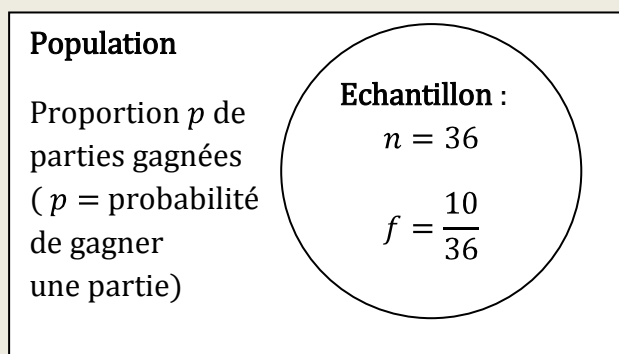 Population
Proportion p de
parties gagnées
( p = probabilité
de gagner
une partie)
Echantillon :
n = 36
f = 10/36